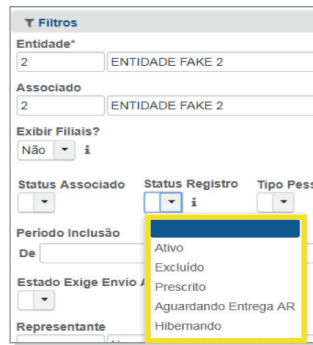 Filtros
Entidade*
2 ENTIDADE FAKE 2
Associado
2 ENTIDADE FAKE 2
Exibir Filiais?
Não i
Status Associado Status Registro Tipo
i
Ativo
Excluído
Prescrito
Aguardando Entrega AR
Hibernando
Período Inclusão
De
Estado Exige Envio
Representante